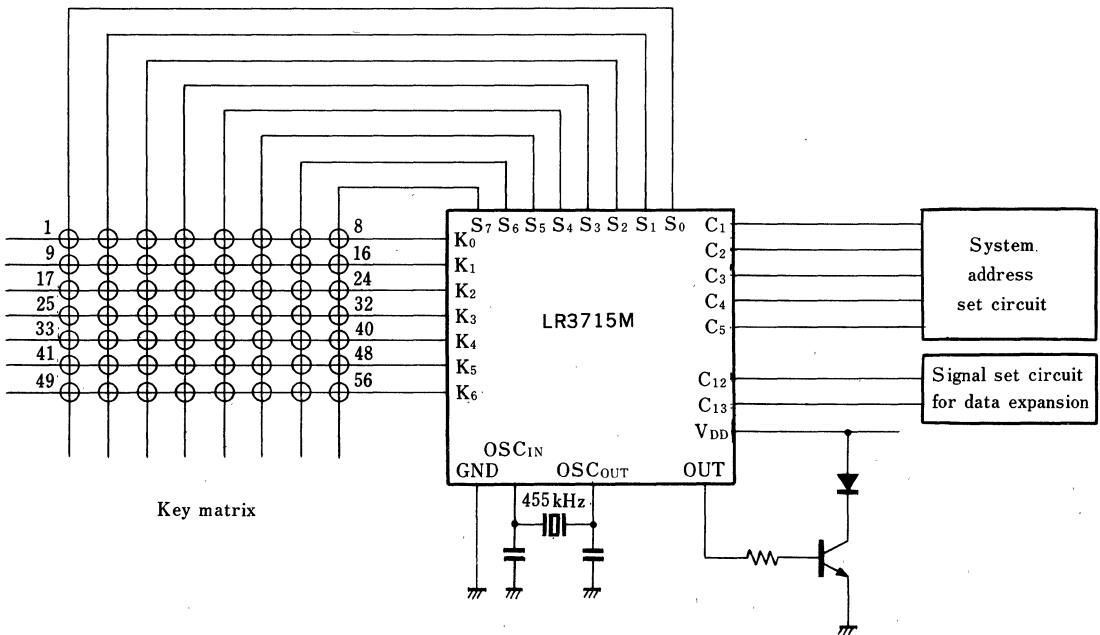 S7 S6 S5 S4 S3 S2 S1 S0
1 8 K0
9 16 K1
17 24 K2
25 32 K3
33 40 K4
41 48 K5
49 56 K6
Key matrix
LR3715M
C1
C2
C3
C4
C5
C12
C13
VDD
System.
address
set circuit
Signal set circuit
for data expansion
OSCIN
GND OSCOUT OUT
455kHz